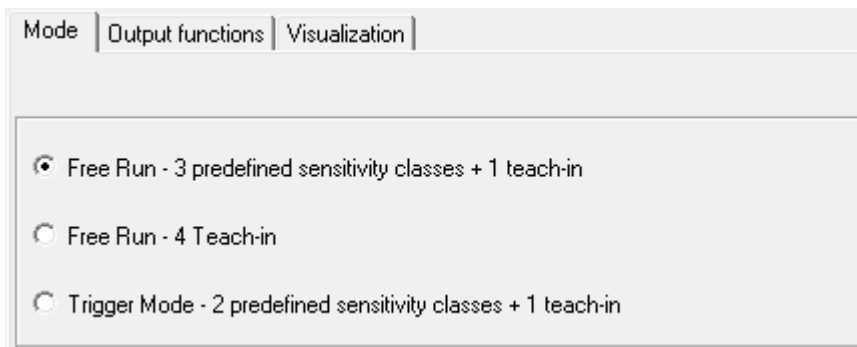 Mode Output functions Visualization
Free Run - 3 predefined sensitivity classes + 1 teach-in
Free Run - 4 Teach-in
Trigger Mode - 2 predefined sensitivity classes + 1 teach-in